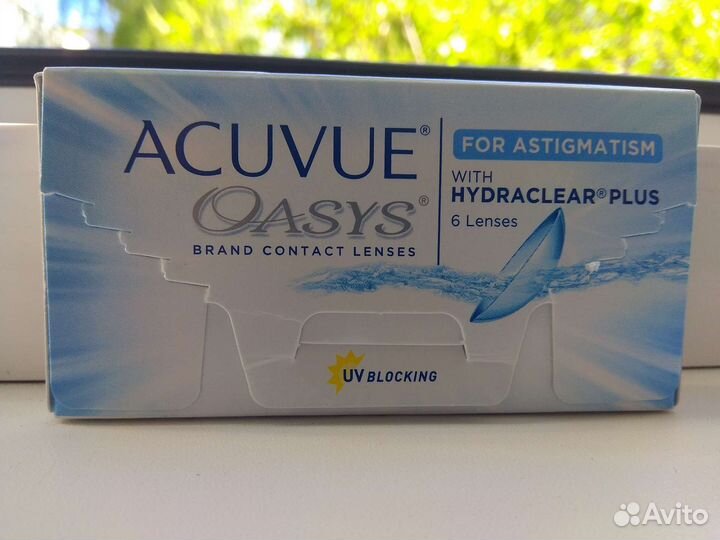 ACUVUE®
OASYS®
BRAND CONTACT LENSES
FOR ASTIGMATISM
WITH
HYDRACLEAR® PLUS
6 Lenses
UV BLOCKING
Avito